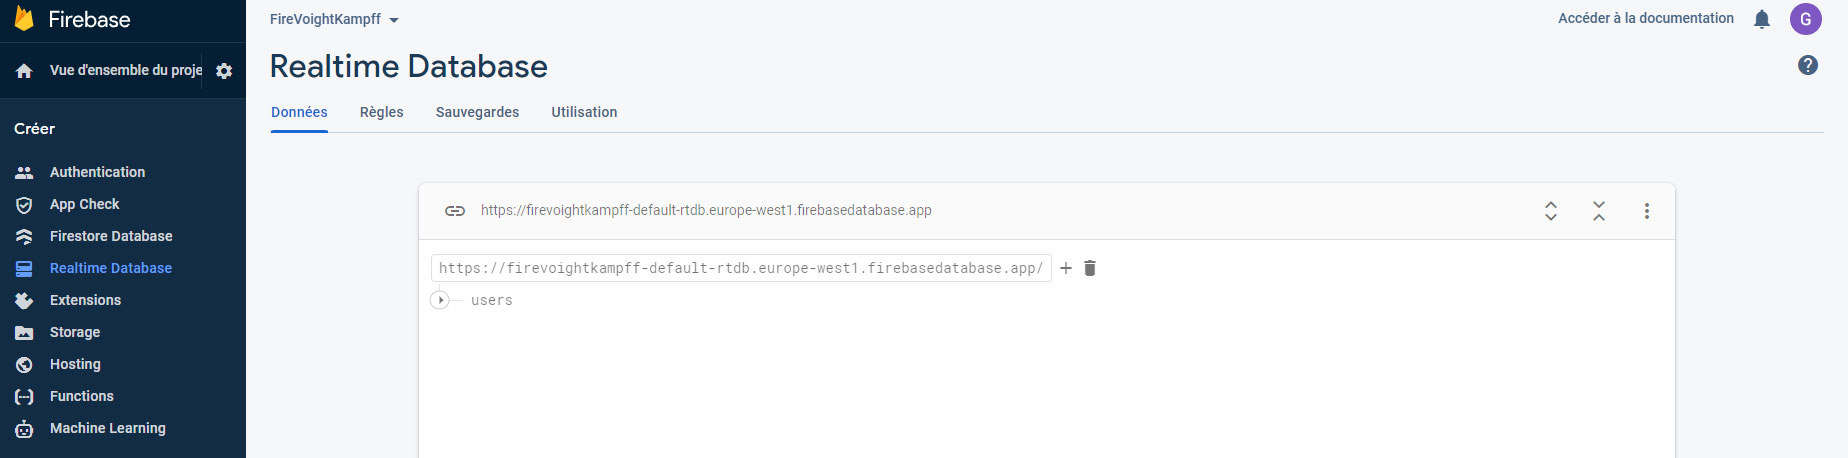 Firebase
Vue d'ensemble du proje
Créer
Authentication
App Check
Firestore Database
Realtime Database
Extensions
Storage
Hosting
Functions
Machine Learning
FireVoightKampff
Accéder à la documentation
G
Realtime Database
?
Données Règles Sauvegardes Utilisation
https://firevoightkampff-default-rtdb.europe-west1.firebasedatabase.app
https://firevoightkampff-default-rtdb.europe-west1.firebasedatabase.app/
users